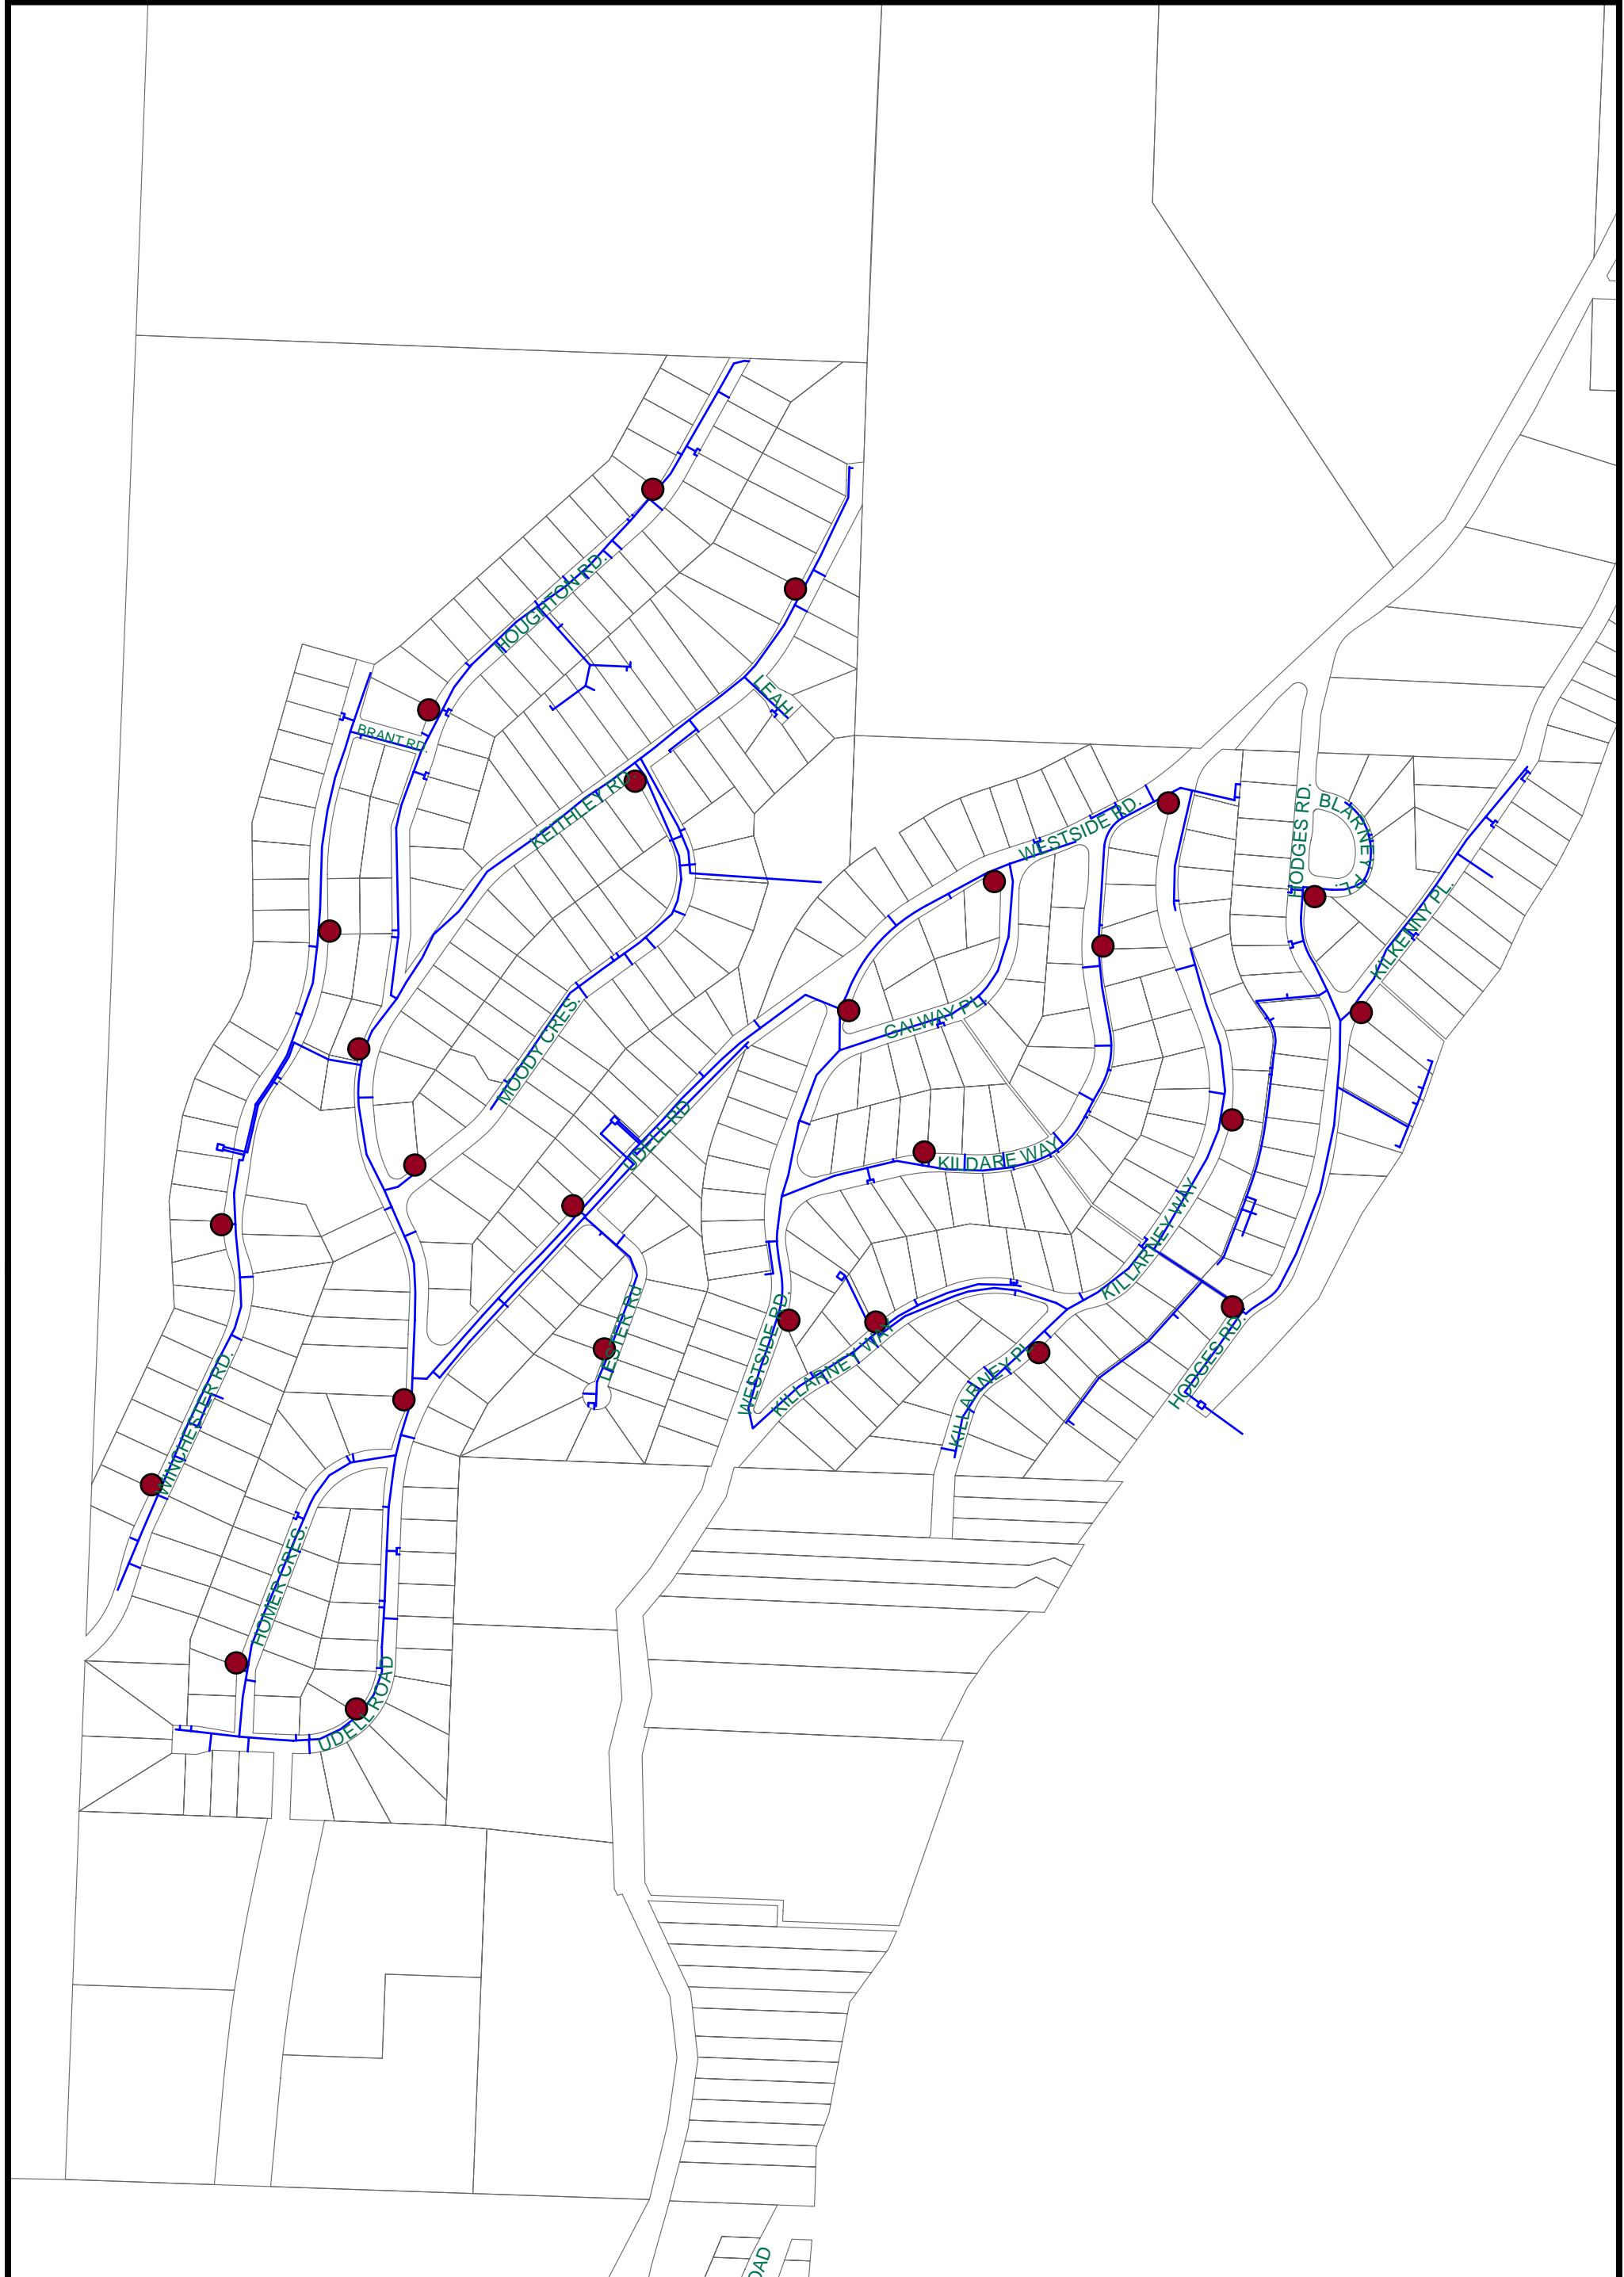 HOUGHTON RD.
LEAH
BRANT RD.
KEITHLEY RD.
WESTSIDE RD.
HODGES RD.
BLARNEY PL.
KILKENNY PL.
MOODY CRES.
GALWAY PL.
UDELL RD
KILDARE WAY
KILLARNEY WAY
LESTER Rd
WESTSIDE RD.
KILLARNEY WAY
KILLARNEY PL.
HODGES RD.
WINCHESTER RD.
HOMER CRES.
UDELL ROAD
OAD